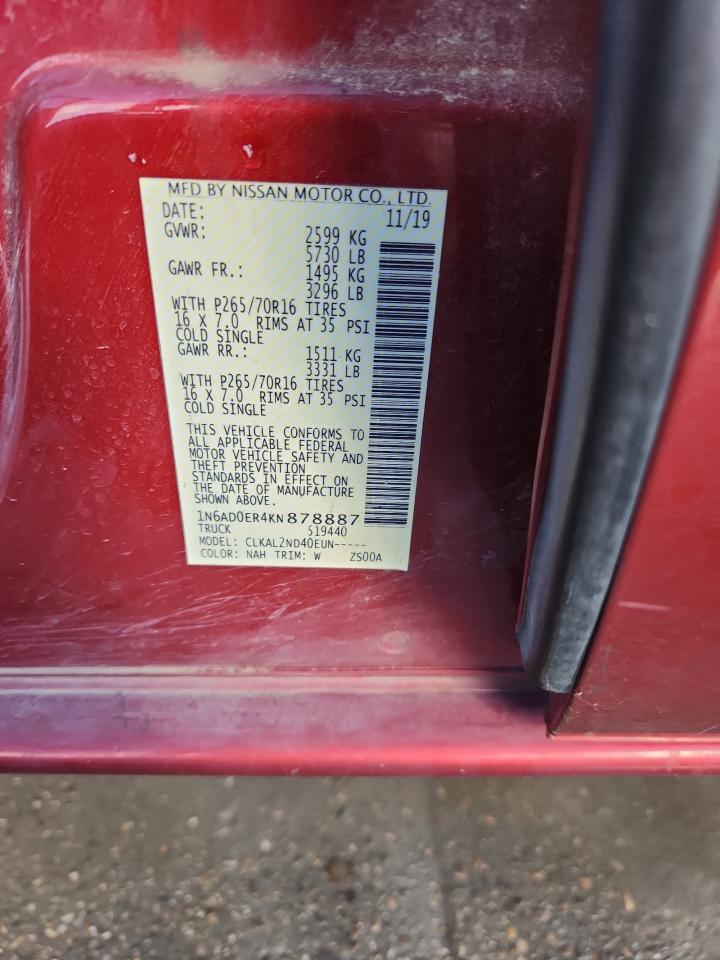 MFD BY NISSAN MOTOR CO., LTD.
DATE: 11/19
GVWR: 2599 KG
5730 LB
GAWR FR.: 1495 KG
3296 LB
WITH P265/70R16 TIRES
16 X 7.0 RIMS AT 35 PSI
COLD SINGLE
GAWR RR.: 1511 KG
3331 LB
WITH P265/70R16 TIRES
16 X 7.0 RIMS AT 35 PSI
COLD SINGLE
THIS VEHICLE CONFORMS TO
ALL APPLICABLE FEDERAL
MOTOR VEHICLE SAFETY AND
THEFT PREVENTION
STANDARDS IN EFFECT ON
THE DATE OF MANUFACTURE
SHOWN ABOVE.
1N6AD0ER4KN878887
TRUCK 519440
MODEL: CLKAL2ND40EUN-----
COLOR: NAH TRIM: W ZS00A